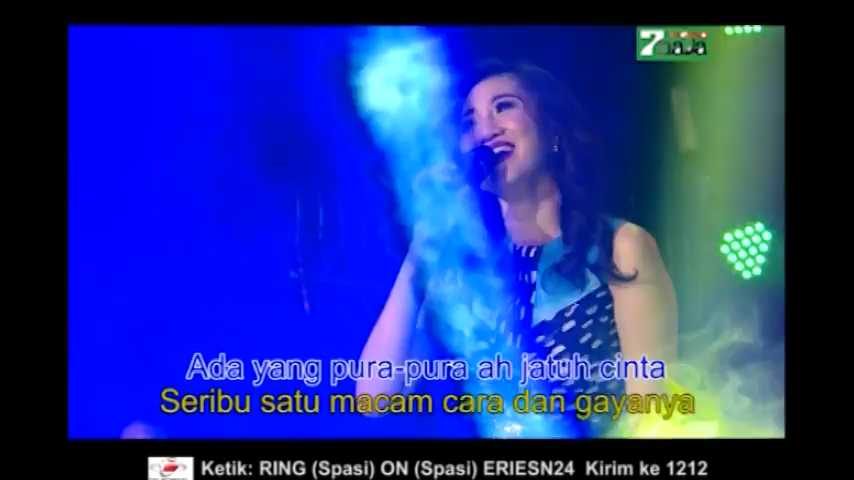 7
Ada yang pura-pura ah jatuh cinta
Seribu satu macam cara dan gayanya
Ketik: RING (Spasi) ON (Spasi) ERIESN24 Kirim ke 1212